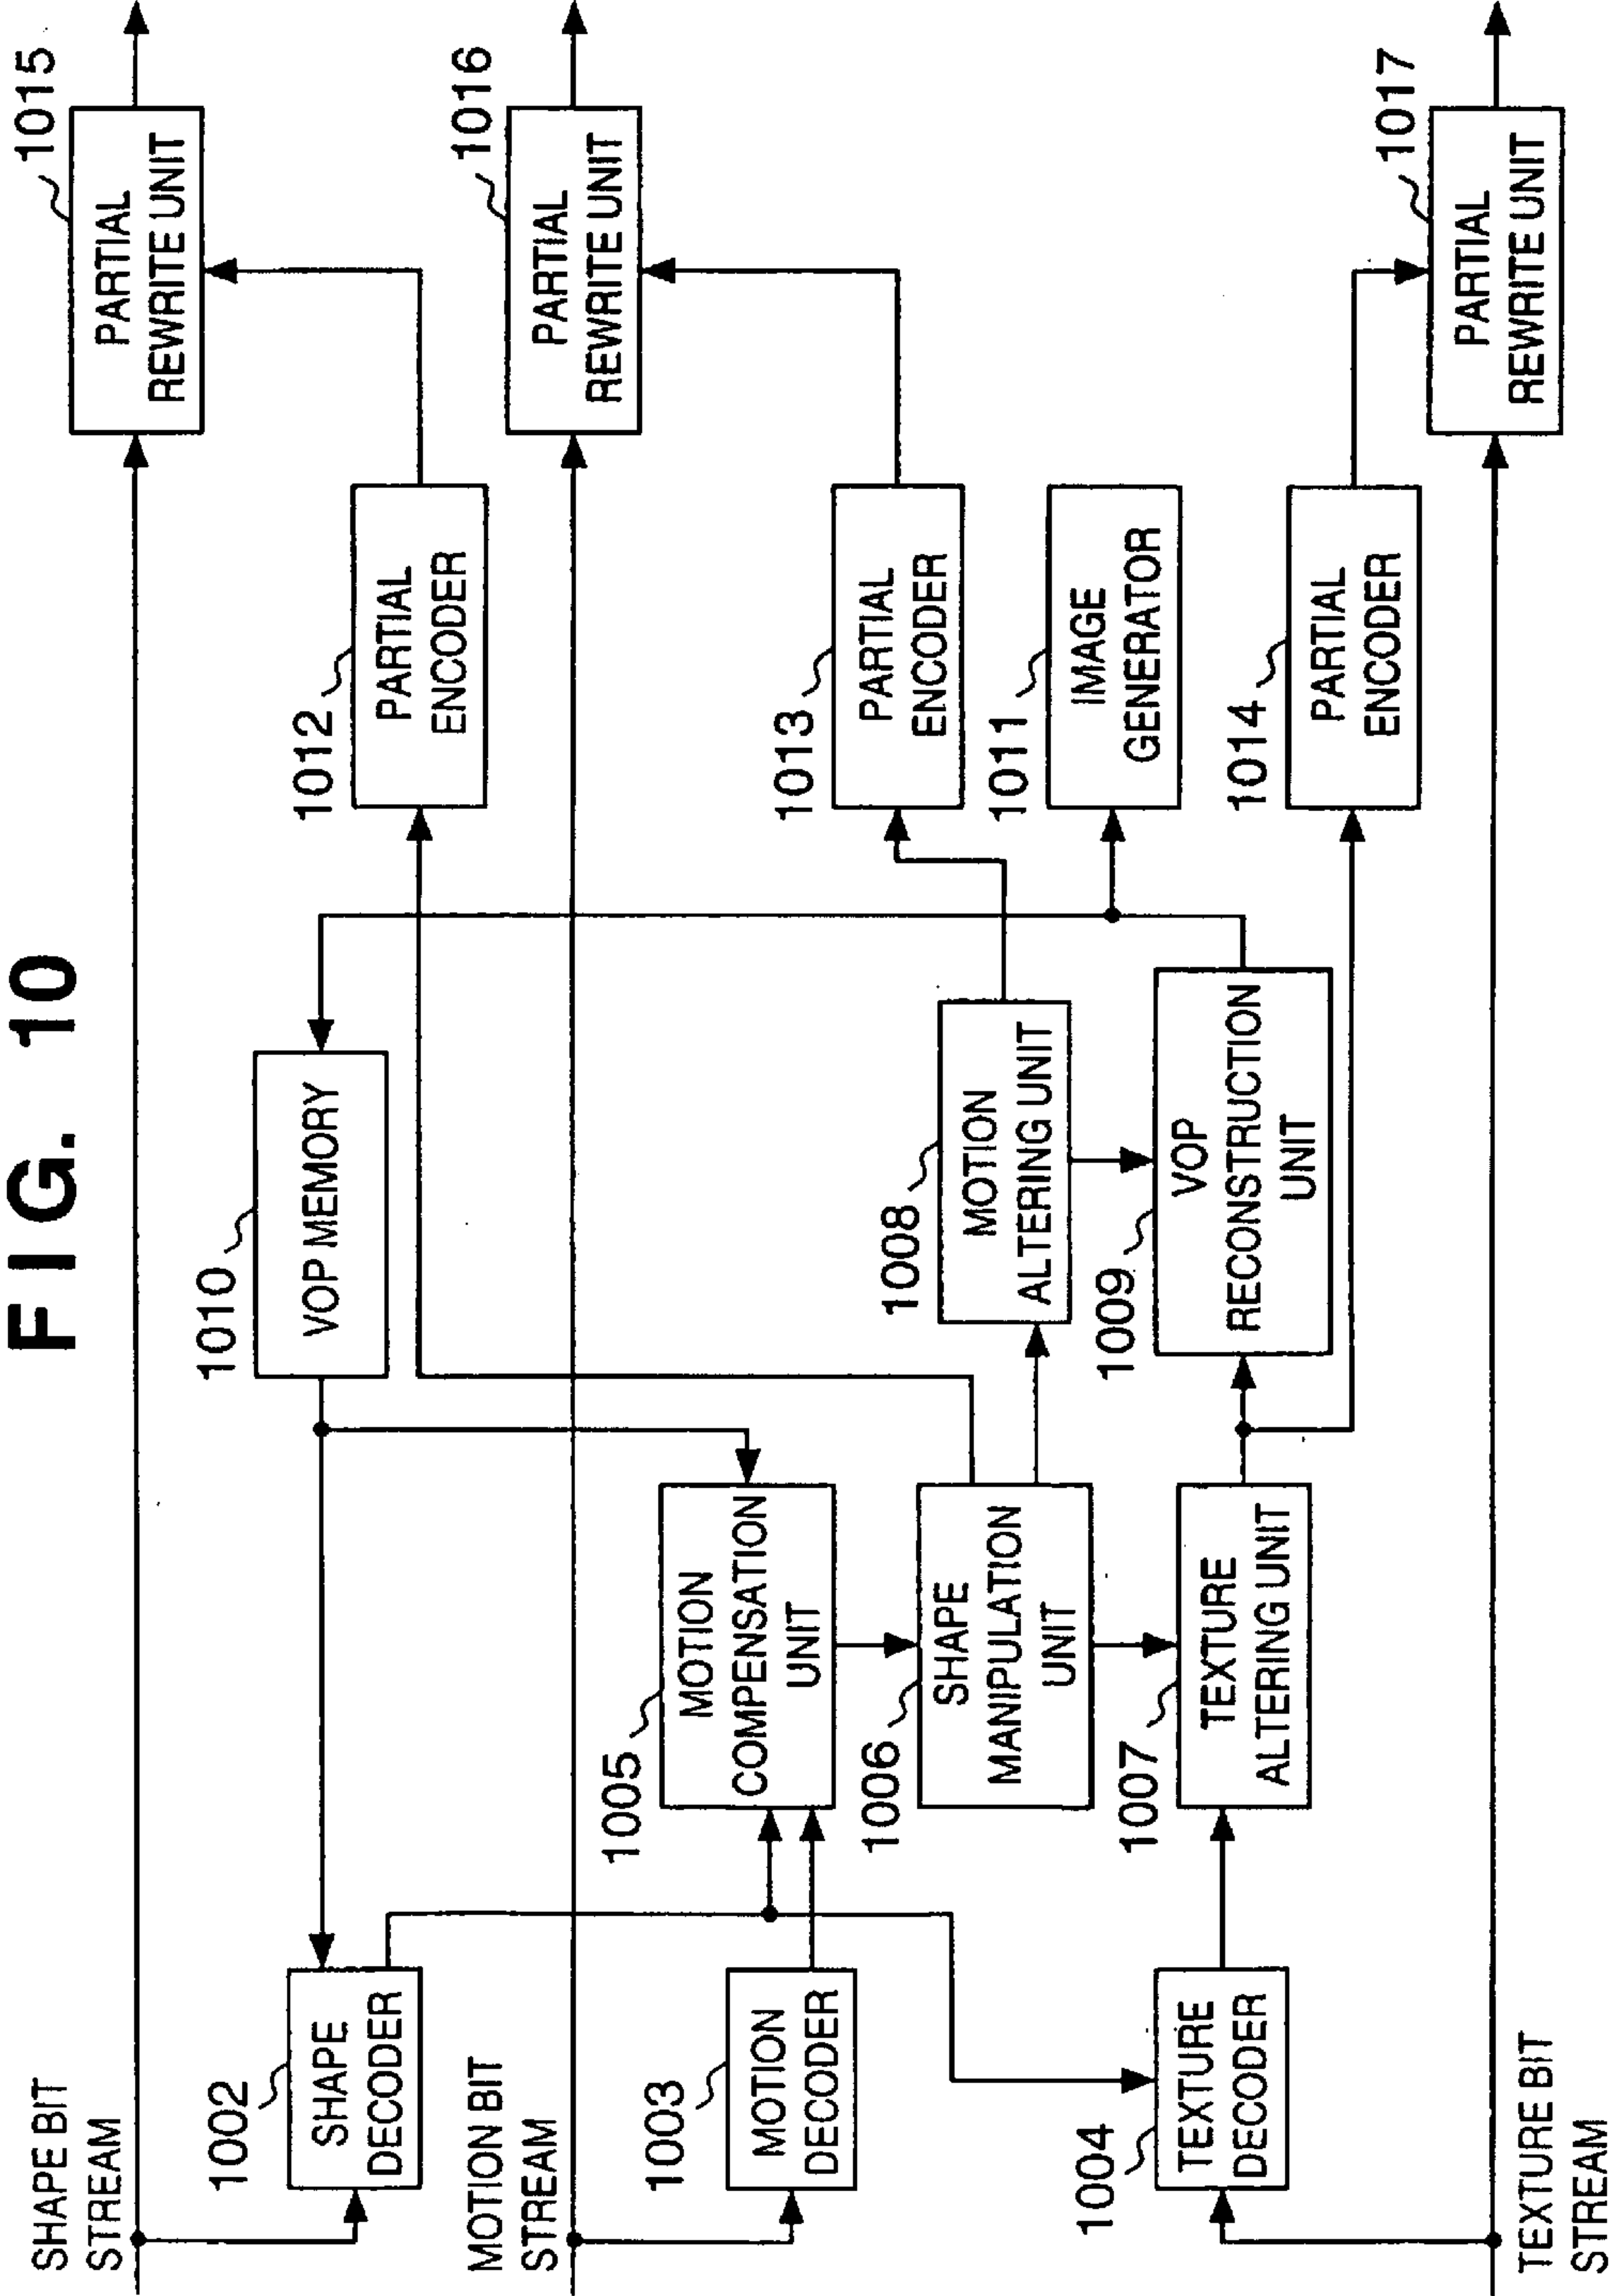 FIG. 10
SHAPE BIT
STREAM
1002
SHAPE
DECODER
1010
VOP MEMORY
1012
PARTIAL
ENCODER
1015
PARTIAL
REWRITE UNIT
MOTION BIT
STREAM
1003
MOTION
DECODER
1005
MOTION
COMPENSATION
UNIT
1016
PARTIAL
REWRITE UNIT
1006
SHAPE
MANIPULATION
UNIT
1008
MOTION
ALTERING UNIT
1013
PARTIAL
ENCODER
1011
IMAGE
GENERATOR
1004
TEXTURE
DECODER
1007
TEXTURE
ALTERING UNIT
1009
VOP
RECONSTRUCTION
UNIT
1014
PARTIAL
ENCODER
1017
PARTIAL
REWRITE UNIT
TEXTURE BIT
STREAM